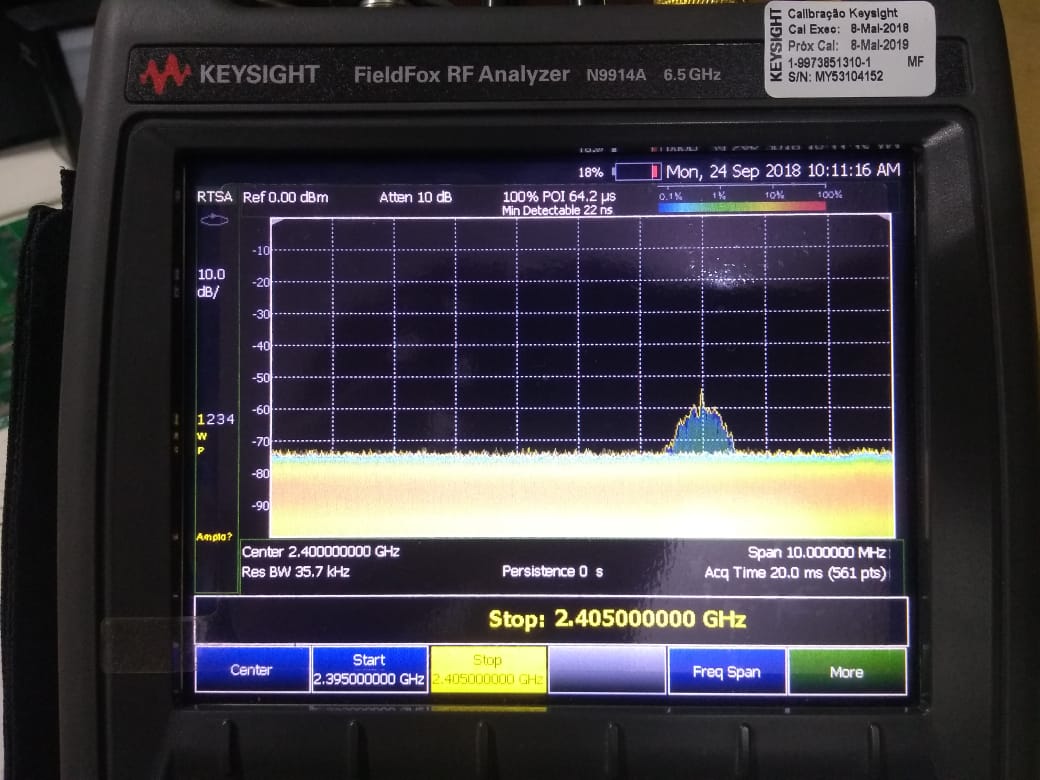 KEYSIGHT FieldFox RF Analyzer N9914A 6.5 GHz
KEYSIGHT
Calibração Keysight
Cal Exec: 8-Mai-2018
Próx Cal: 8-Mai-2019
1-9973851310-1 MF
S/N: MY53104152
18% Mon, 24 Sep 2018 10:11:16 AM
RTSA Ref 0.00 dBm Atten 10 dB 100% POI 64.2 µs 0.1% 1% 10% 100%
Min Detectable 22 ns
10.0
dB/
-10
-20
-30
-40
-50
-60
-70
-80
-90
1234
W
P
Ampld?
Center 2.400000000 GHz Span 10.000000 MHz
Res BW 35.7 kHz Persistence 0 s Acq Time 20.0 ms (561 pts)
Stop: 2.405000000 GHz
Center
Start
2.395000000 GHz
Stop
2.405000000 GHz
Freq Span
More